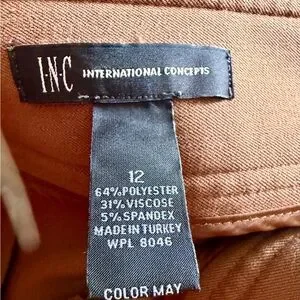 I·N·C INTERNATIONAL CONCEPTS
12
64%POLYESTER
31%VISCOSE
5%SPANDEX
MADE IN TURKEY
WPL 8046
COLOR MAY